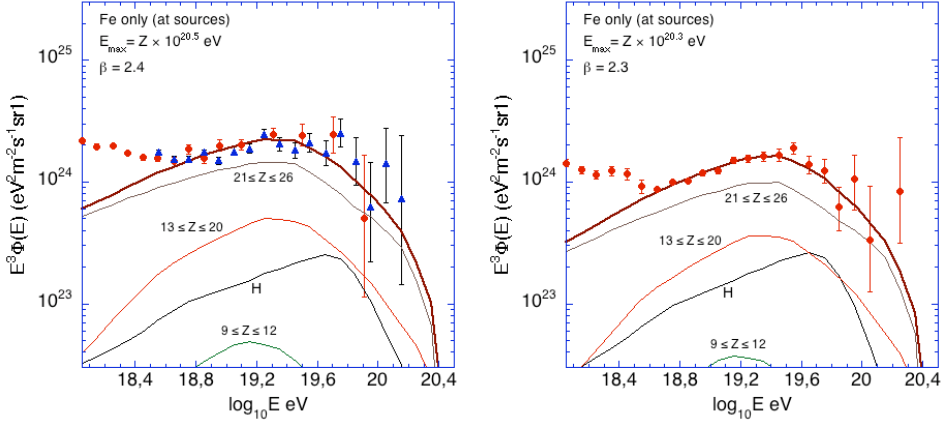 Fe only (at sources)
E_max = Z × 10^20.5 eV
β = 2.4
10^25
10^24
10^23
E^3Φ(E) (eV^2m^-2s^-1sr1)
21≤ Z ≤ 26
13 ≤ Z ≤ 20
H
9 ≤ Z ≤ 12
18,4 18,8 19,2 19,6 20 20,4
log_10E eV
Fe only (at sources)
E_max = Z × 10^20.3 eV
β = 2.3
10^25
10^24
10^23
E^3Φ(E) (eV^2m^-2s^-1sr1)
21≤ Z ≤ 26
13 ≤ Z ≤ 20
H
9 ≤ Z ≤ 12
18,4 18,8 19,2 19,6 20 20,4
log_10E eV